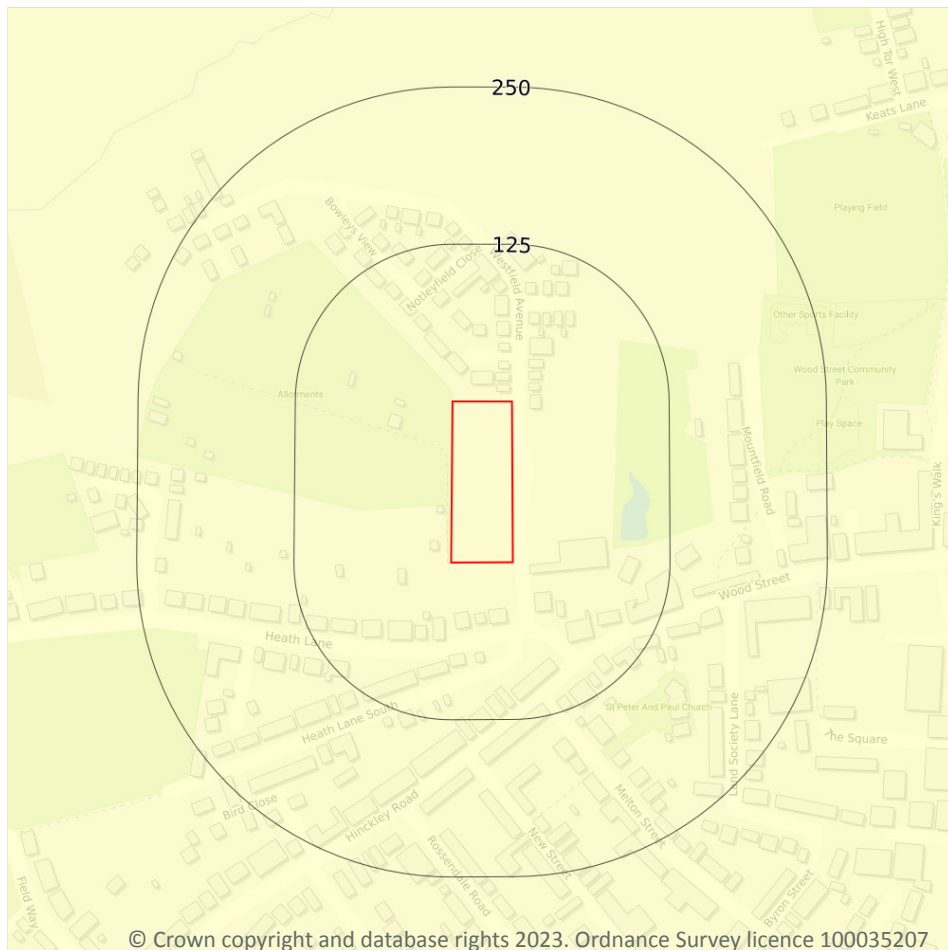 High Tor West
Keats Lane
250
Playing Field
Bowleys View
125
Westfield Avenue
Notleyfield Close
Other Sports Facility
Wood Street Community
Park
Allotments
Play Space
Mountfield Road
King's Walk
Wood Street
Heath Lane
St Peter And Paul Church
Heath Lane South
Land Society Lane
The Square
Bird Close
Hinckley Road
Melton Street
New Street
Rossendale Road
Byron Street
Field Way
© Crown copyright and database rights 2023. Ordnance Survey licence 100035207